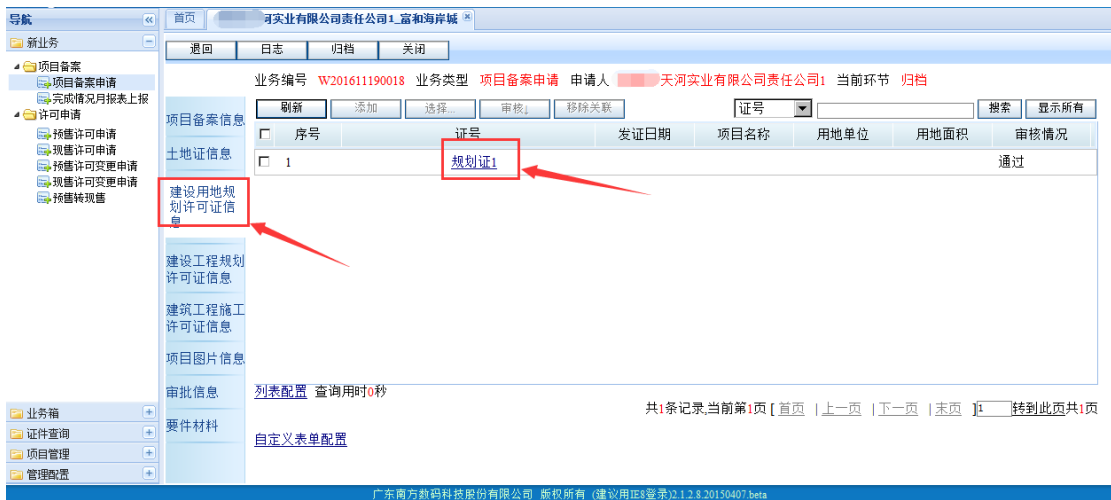 导航
首页
河实业有限公司责任公司1_富和海岸城
新业务
退回 日志 归档 关闭
项目备案
项目备案申请
完成情况月报表上报
许可申请
预售许可申请
现售许可申请
预售许可变更申请
现售许可变更申请
预售转现售
业务编号 W201611190018 业务类型 项目备案申请 申请人 天河实业有限公司责任公司1 当前环节 归档
刷新 添加 选择... 审核↓ 移除关联 证号 搜索 显示所有
项目备案信息
土地证信息
建设用地规
划许可证信
息
建设工程规划
许可证信息
建筑工程施工
许可证信息
项目图片信息
审批信息
要件材料
序号 证号 发证日期 项目名称 用地单位 用地面积 审核情况
1 规划证1 通过
列表配置 查询用时0秒
共1条记录,当前第1页 [ 首页 | 上一页 | 下一页 | 末页 ]1 转到此页共1页
自定义表单配置
业务箱
证件查询
项目管理
管理配置
广东南方数码科技股份有限公司 版权所有 (建议用IE8登录)2.1.2.8.20150407.beta